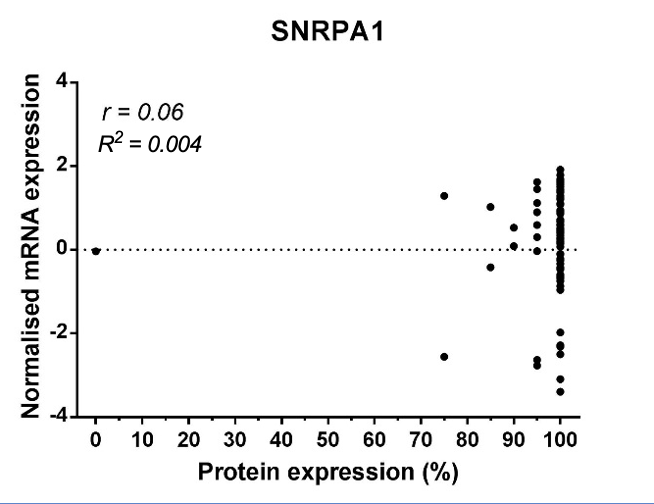 SNRPA1
4
r = 0.06
R² = 0.004
2
0
-2
-4
Normalised mRNA expression
0 10 20 30 40 50 60 70 80 90 100
Protein expression (%)